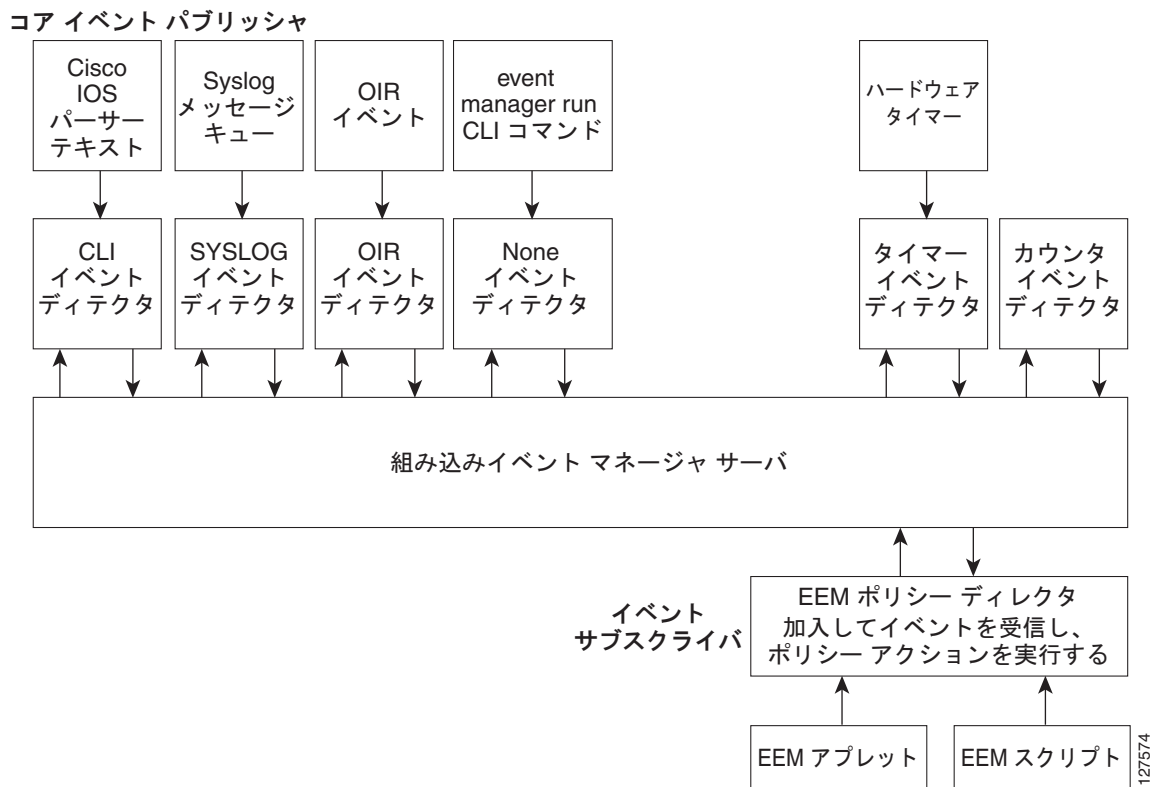 コア イベント パブリッシャ
Cisco
IOS
パーサー
テキスト
Syslog
メッセージ
キュー
OIR
イベント
event
manager run
CLI コマンド
ハードウェア
タイマー
CLI
イベント
ディテクタ
SYSLOG
イベント
ディテクタ
OIR
イベント
ディテクタ
None
イベント
ディテクタ
タイマー
イベント
ディテクタ
カウンタ
イベント
ディテクタ
組み込みイベント マネージャ サーバ
イベント
サブスクライバ
EEM ポリシー ディレクタ
加入してイベントを受信し、
ポリシー アクションを実行する
EEM アプレット
EEM スクリプト
127574